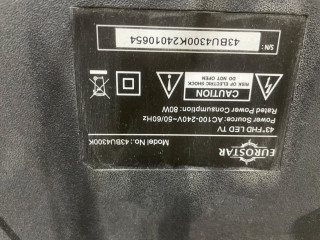 EUROSTAR
Model No.: 43BU4300K
43" FHD LED TV
Power Source: AC100-240V~50/60Hz
Rated Power Consumption: 80W
CAUTION
RISK OF ELECTRIC SHOCK
DO NOT OPEN
S/N:
43BU4300K24010654